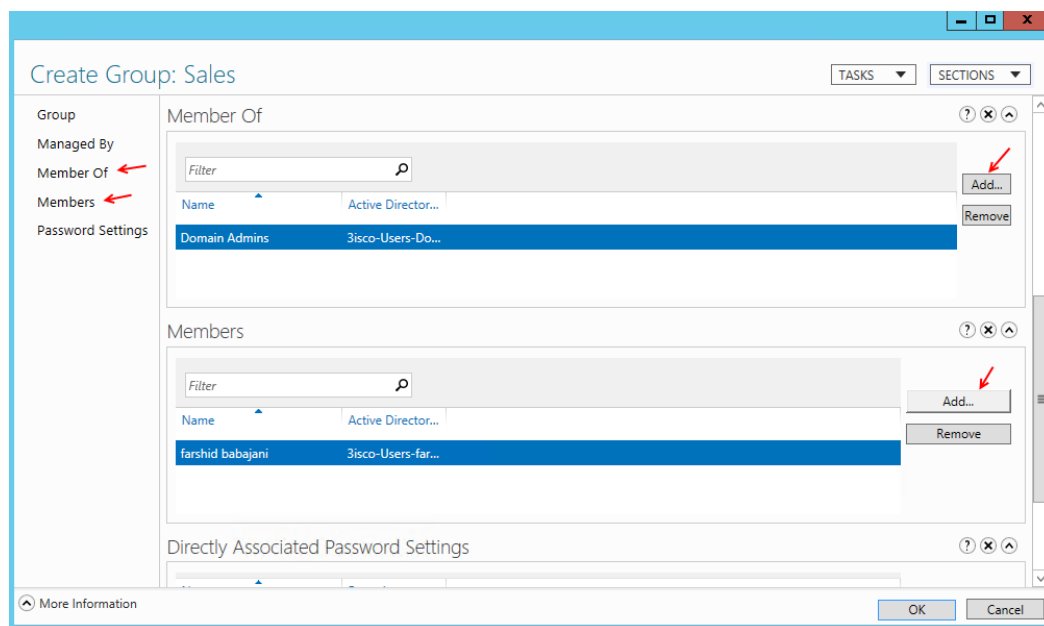 Create Group: Sales
TASKS
SECTIONS
Group
Managed By
Member Of
Members
Password Settings
Member Of
Filter
Add...
Name Active Director...
Remove
Domain Admins 3isco-Users-Do...
Members
Filter
Add...
Name Active Director...
Remove
farshid babajani 3isco-Users-far...
Directly Associated Password Settings
More Information
OK Cancel